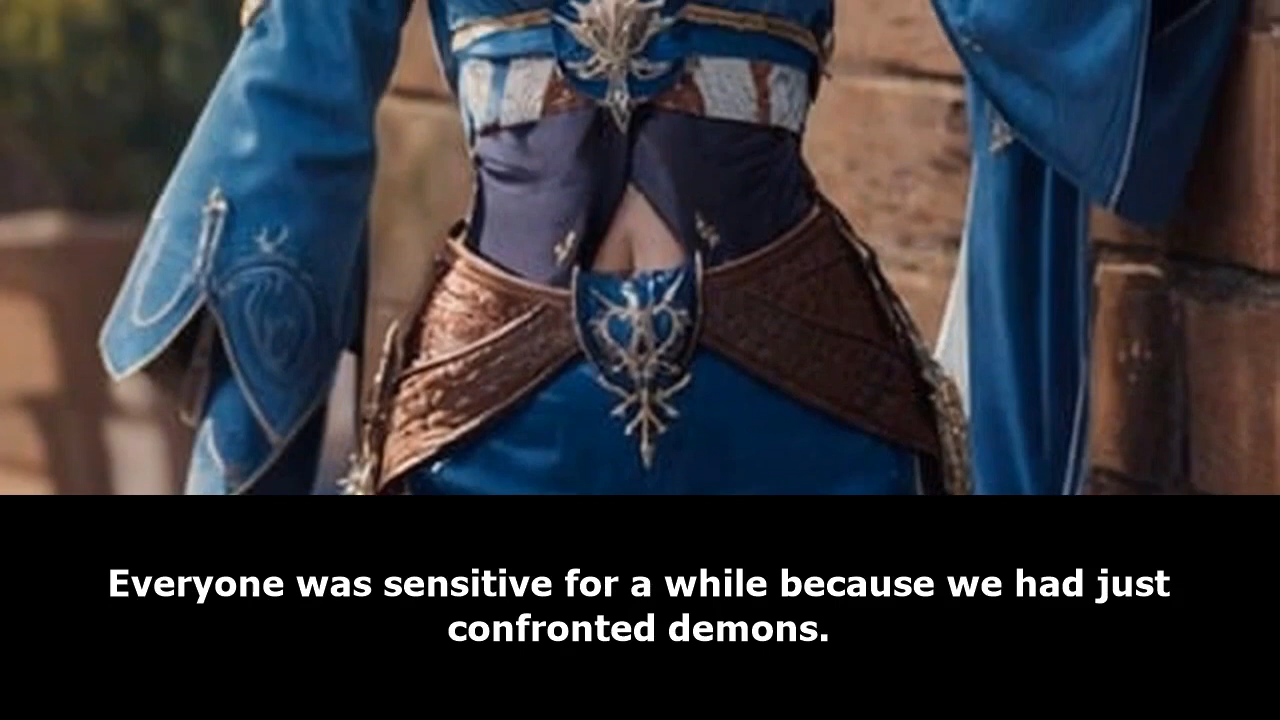 Everyone was sensitive for a while because we had just
confronted demons.